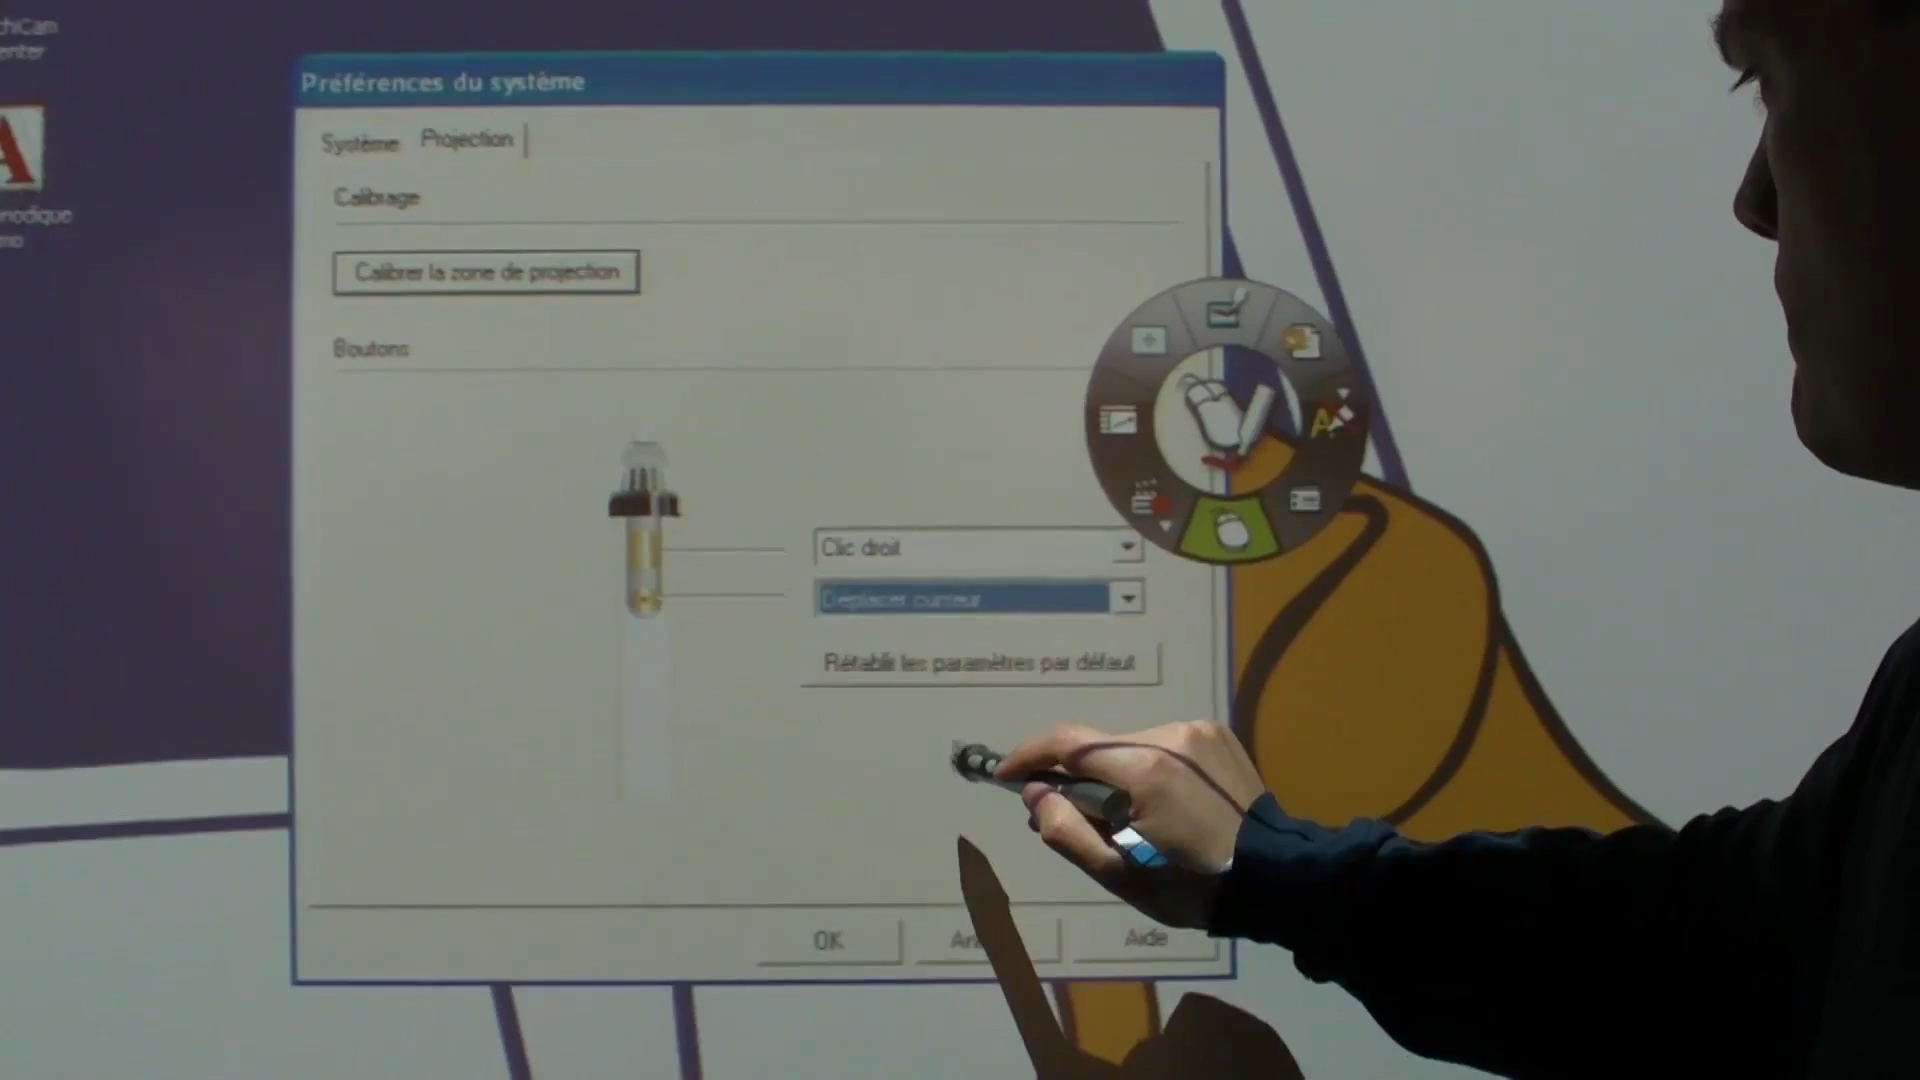 Préférences du système
Système
Projection
Calibrage
Calibrer la zone de projection
Boutons
A
Clic droit
Déplacer curseur
Rétablir les paramètres par défaut
OK
Aide